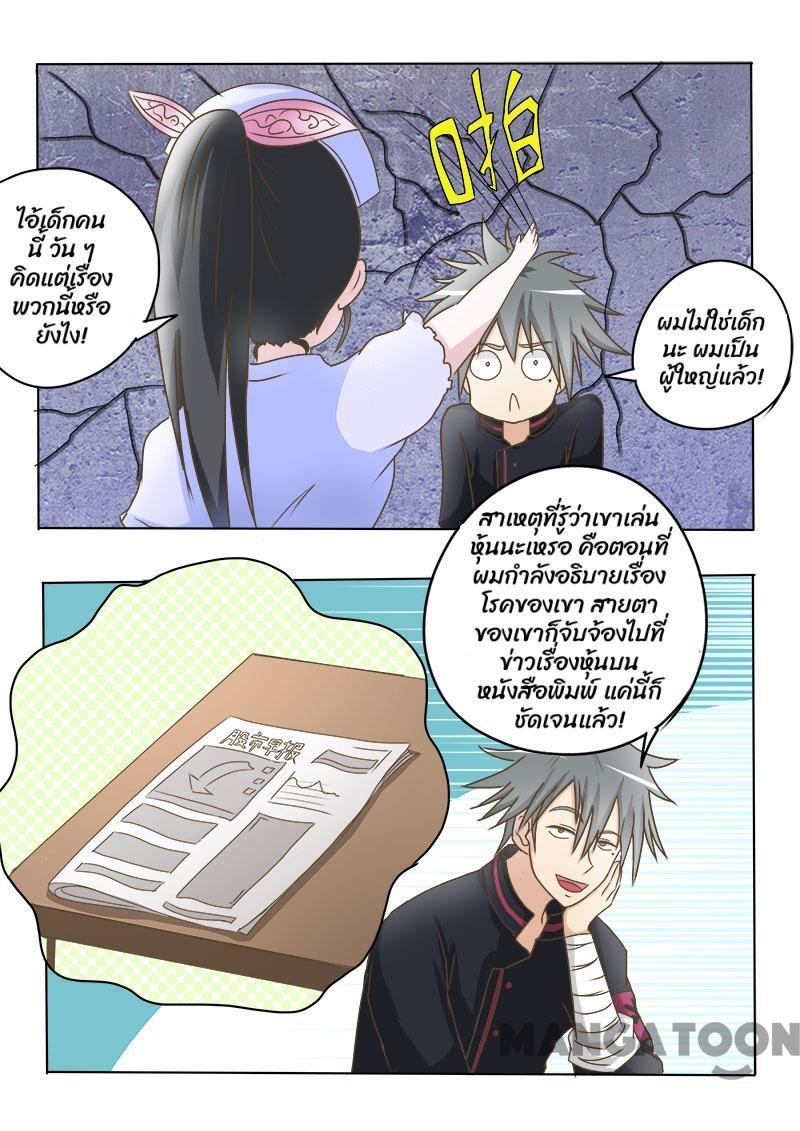 ไอ้เด็กคน
นี้ วัน ๆ
คิดแต่เรื่อง
พวกนี้หรือ
ยังไง!
啪
ผมไม่ใช่เด็ก
นะ ผมเป็น
ผู้ใหญ่แล้ว!
สาเหตุที่รู้ว่าเขาเล่น
หุ้นนะเหรอ คือตอนที่
ผมกำลังอธิบายเรื่อง
โรคของเขา สายตา
ของเขาก็จับจ้องไปที่
ข่าวเรื่องหุ้นบน
หนังสือพิมพ์ แค่นี้ก็
ชัดเจนแล้ว!
股市早报
MANGATOON